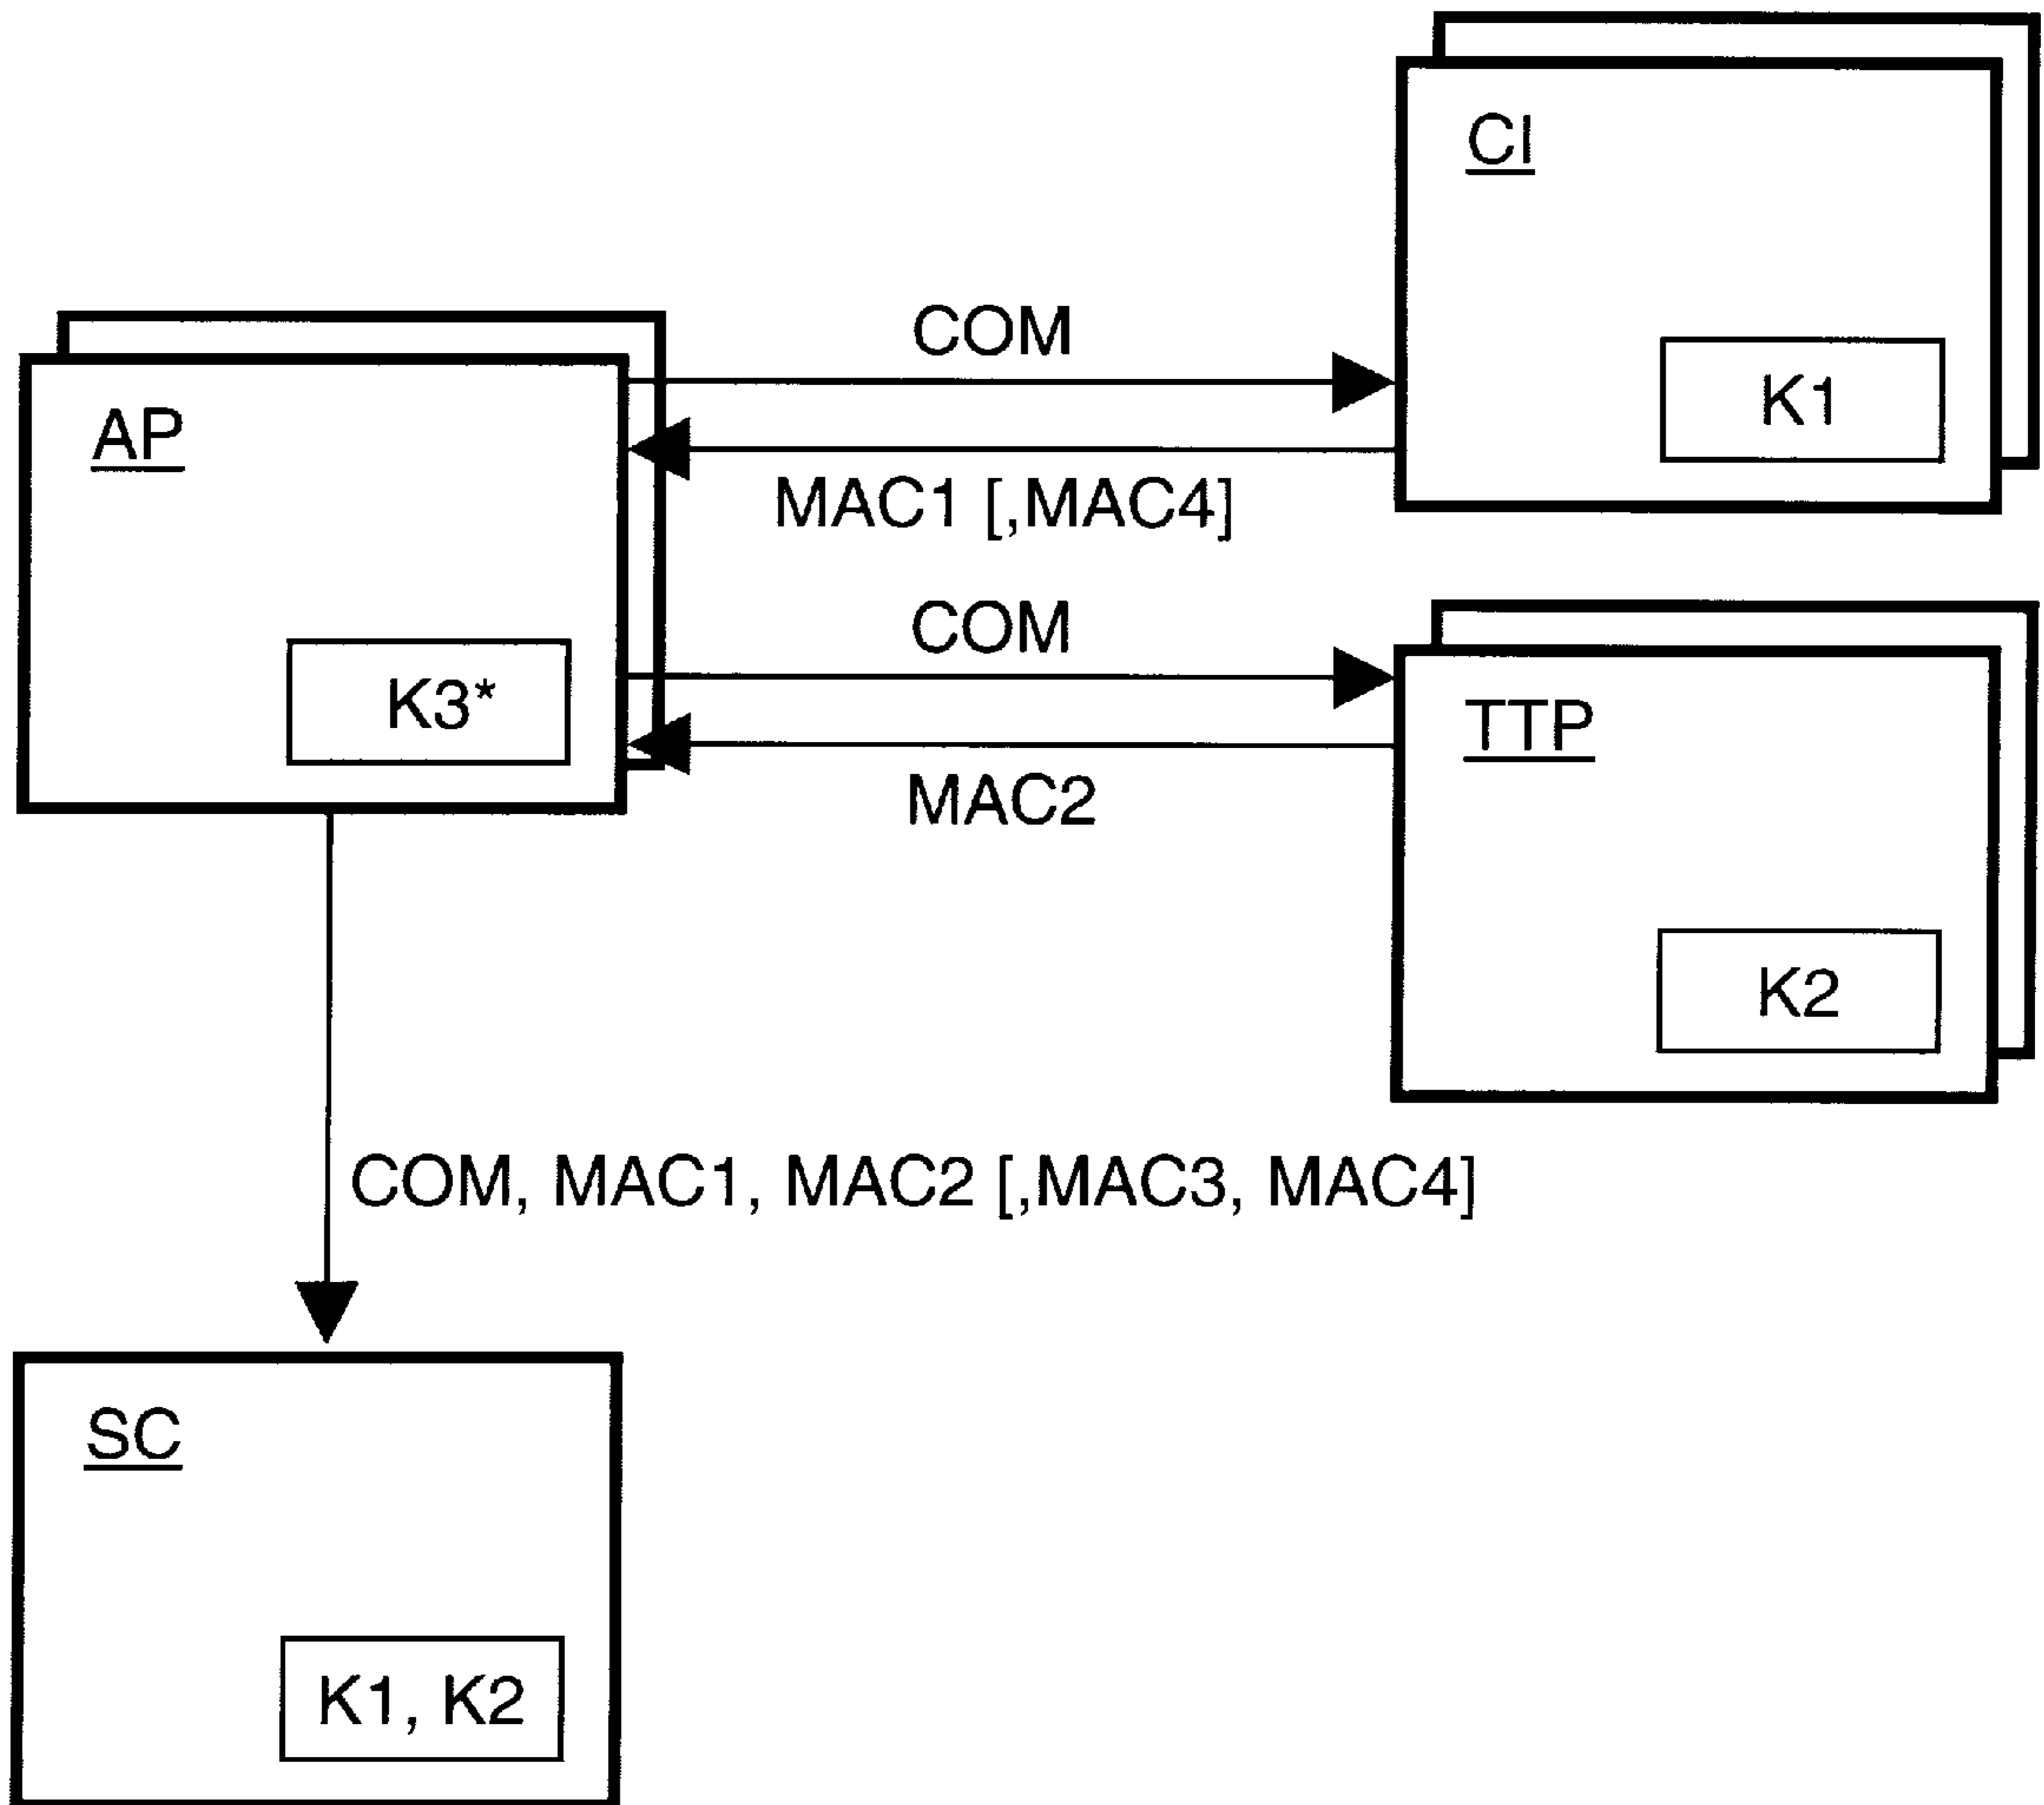 CI
K1
COM
AP
MAC1 [,MAC4]
COM
K3*
TTP
MAC2
K2
COM, MAC1, MAC2 [,MAC3, MAC4]
SC
K1, K2